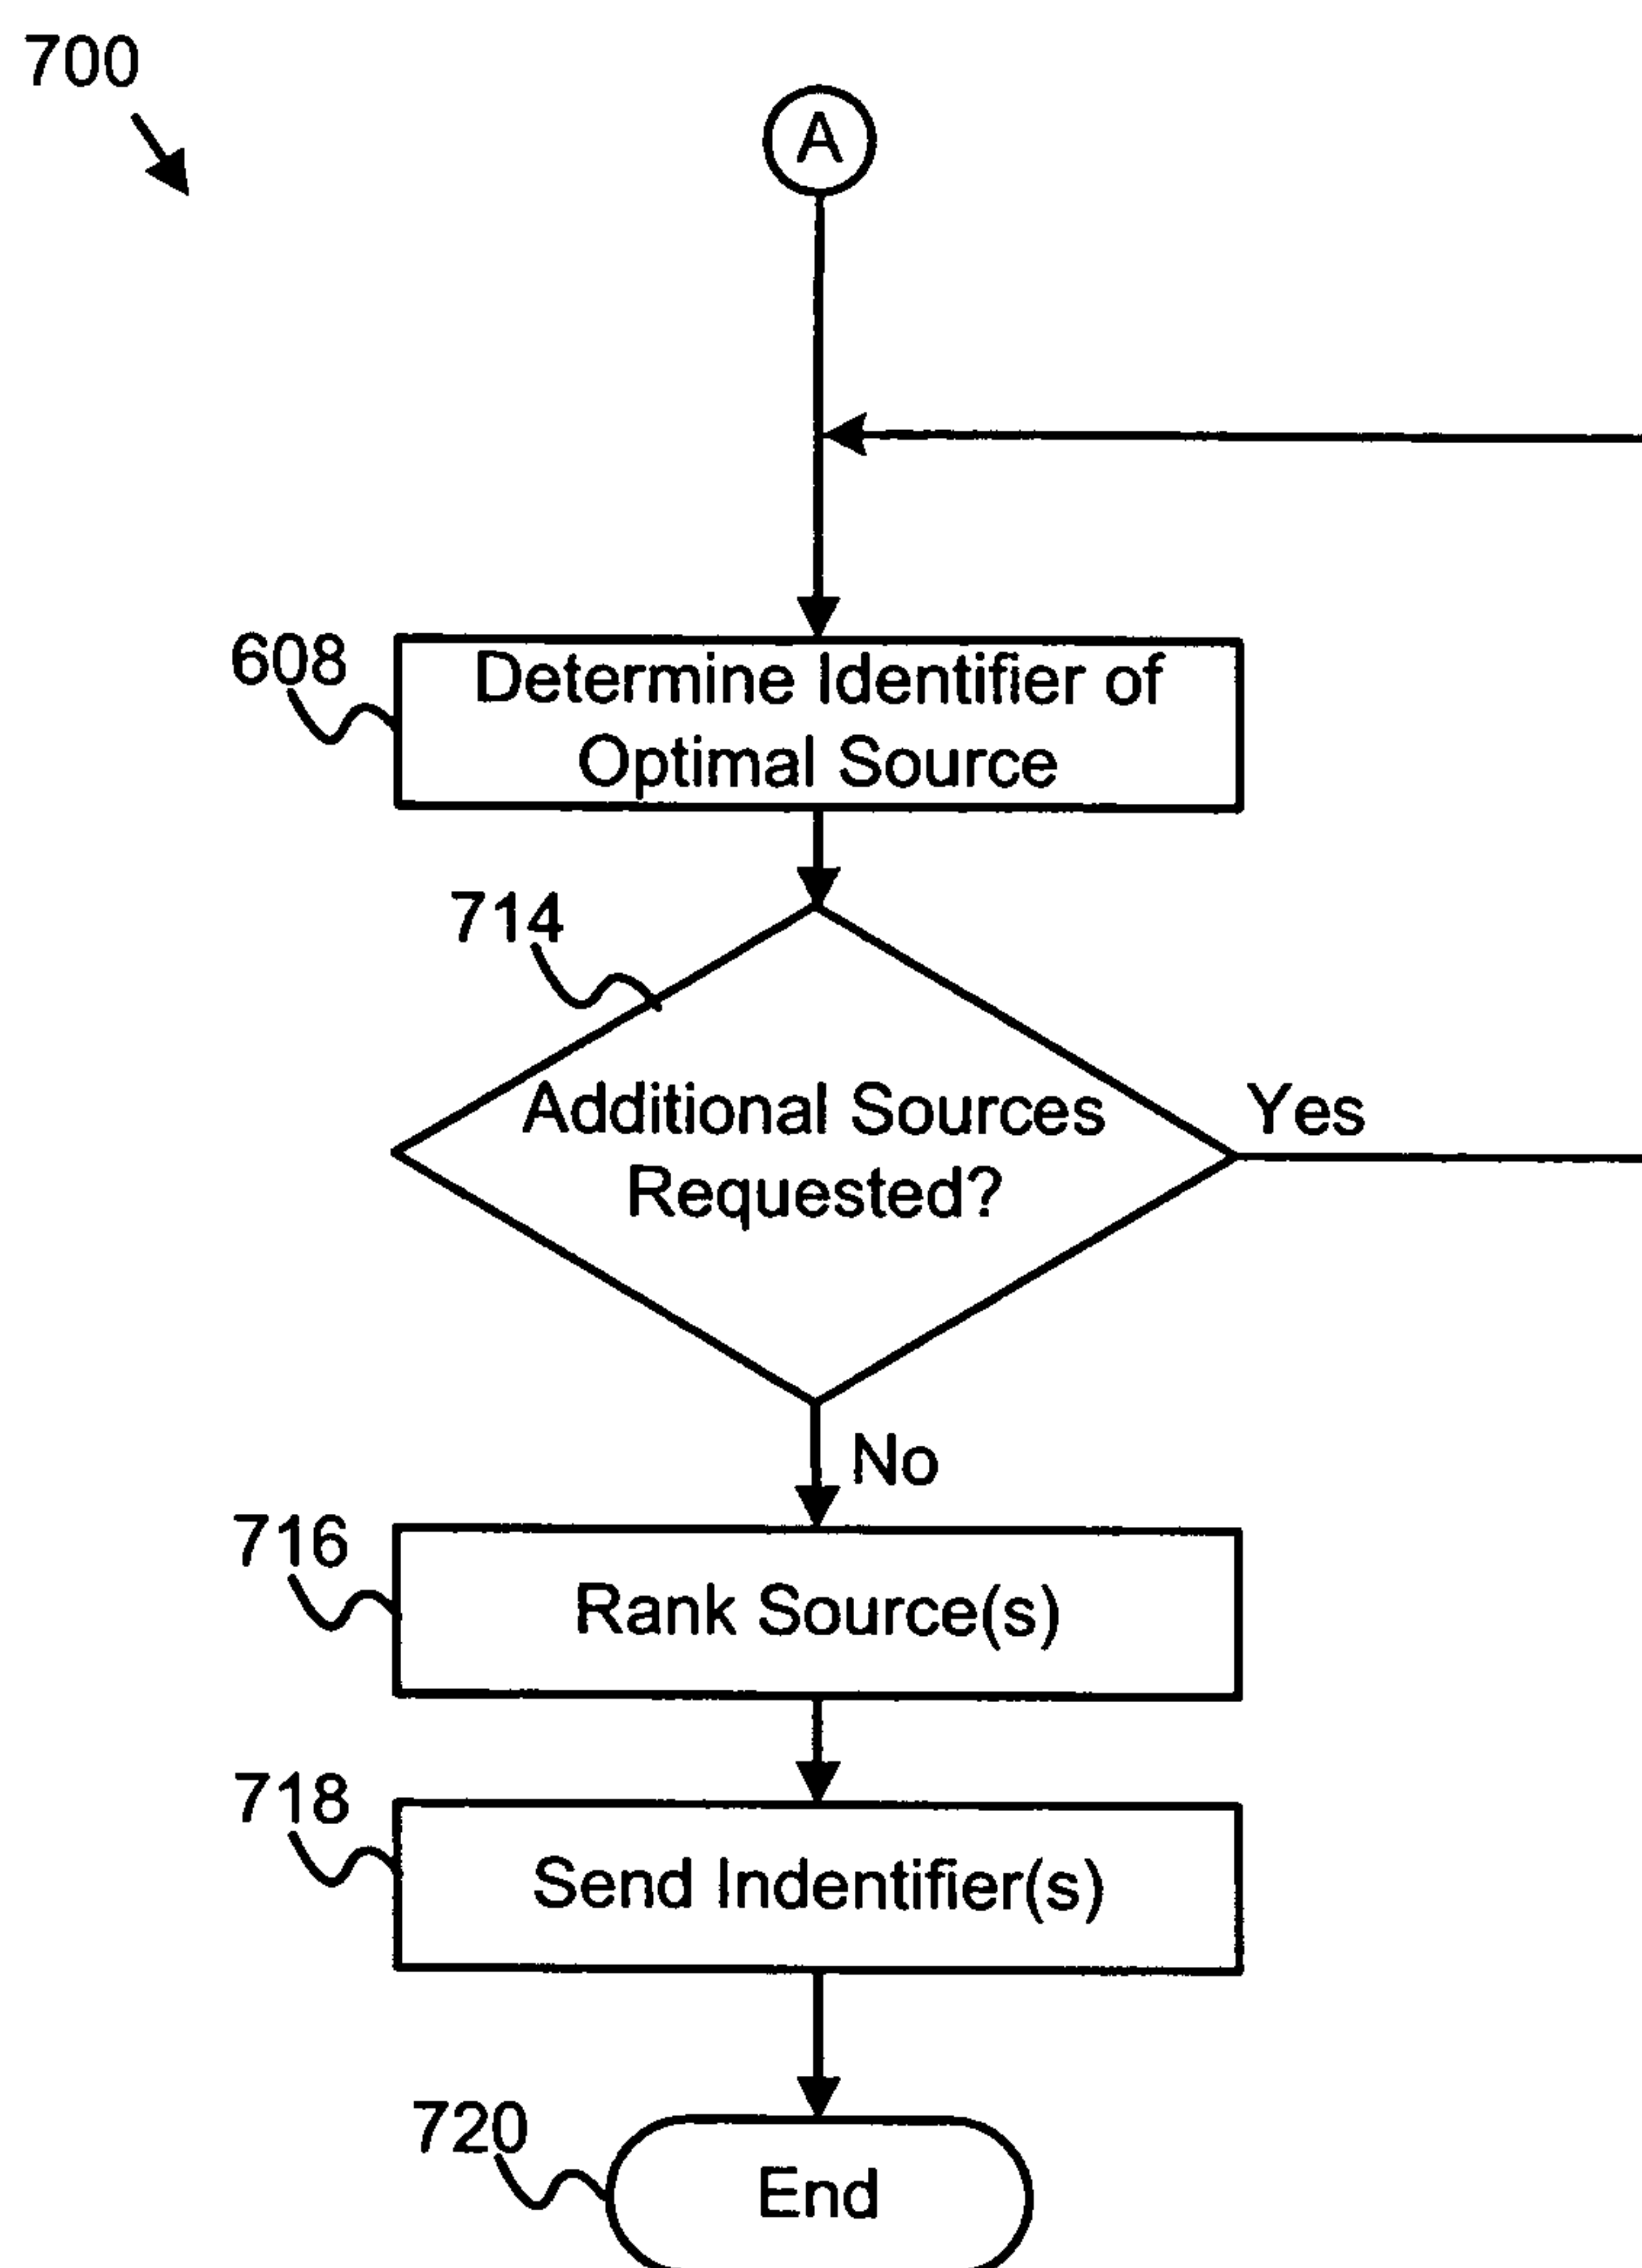 700
A
608
Determine Identifier of
Optimal Source
714
Additional Sources
Requested?
Yes
No
716
Rank Source(s)
718
Send Indentifier(s)
720
End